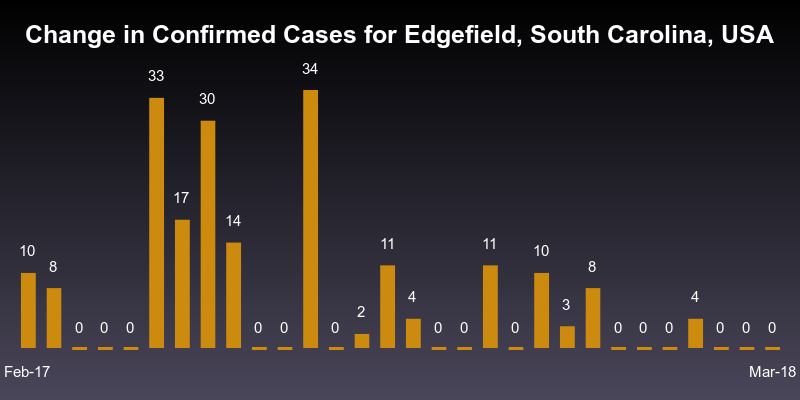 Change in Confirmed Cases for Edgefield, South Carolina, USA
10 8 0 0 0 33 17 30 14 0 0 34 0 2 11 4 0 0 11 0 10 3 8 0 0 0 4 0 0 0
Feb-17 Mar-18